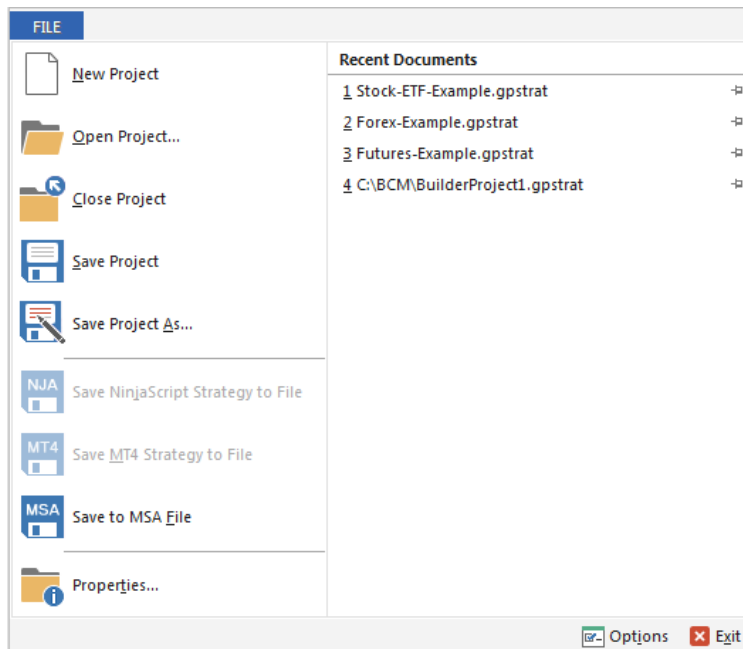 FILE
New Project
Open Project...
Close Project
Save Project
Save Project As...
NJA
Save NinjaScript Strategy to File
MT4
Save MT4 Strategy to File
MSA
Save to MSA File
Properties...
Recent Documents
1 Stock-ETF-Example.gpstrat
2 Forex-Example.gpstrat
3 Futures-Example.gpstrat
4 C:\BCM\BuilderProject1.gpstrat
Options
Exit